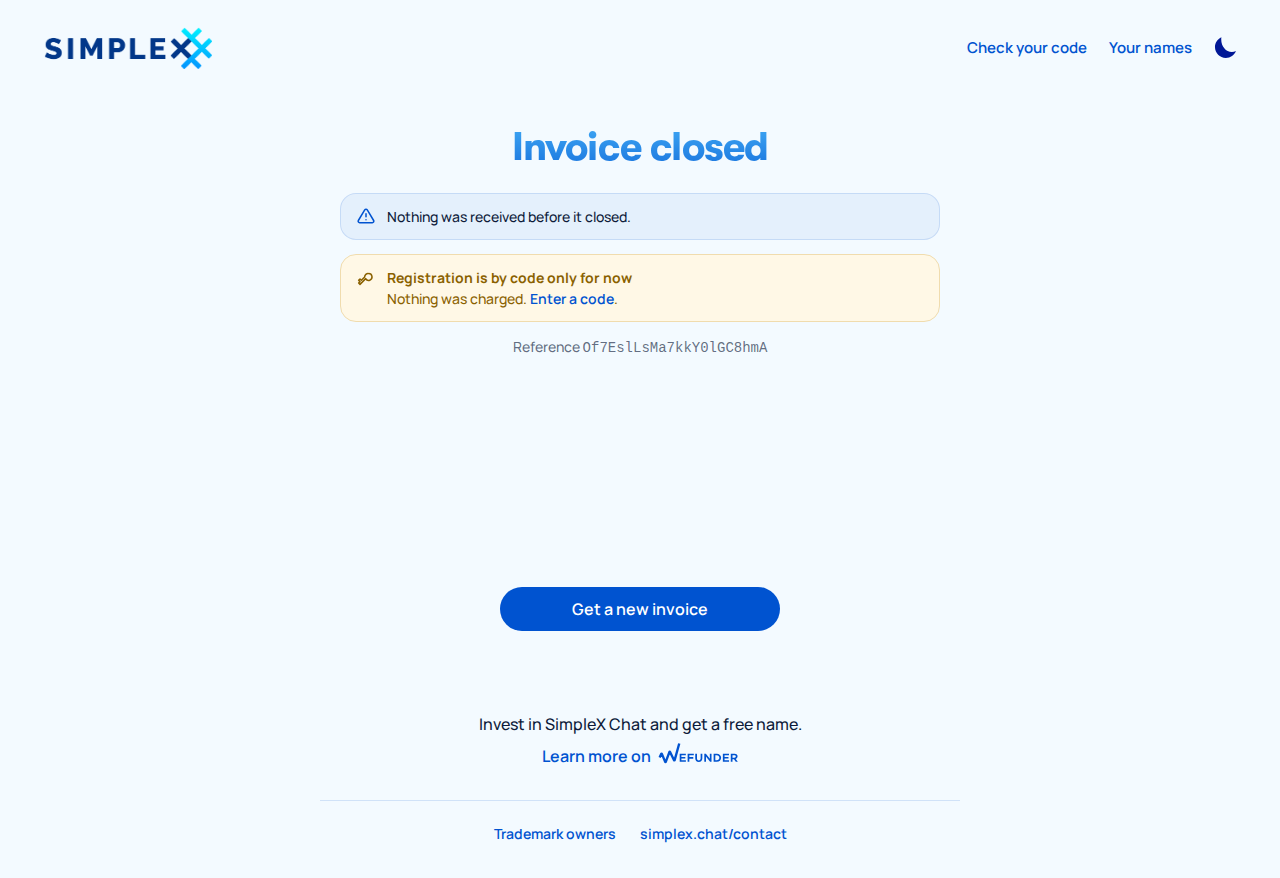 SIMPLEX
Check your code
Your names
Invoice closed
Nothing was received before it closed.
Registration is by code only for now
Nothing was charged. Enter a code.
Reference Of7EslLsMa7kkY0lGC8hmA
Get a new invoice
Invest in SimpleX Chat and get a free name.
Learn more on WEFUNDER
Trademark owners
simplex.chat/contact